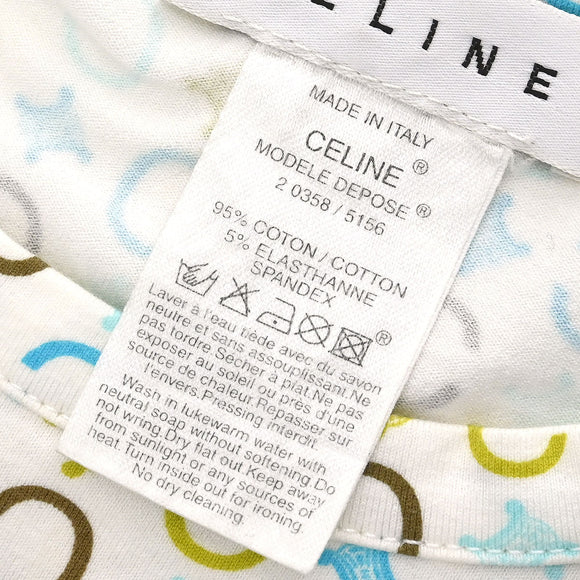 ELINE
MADE IN ITALY
CELINE ®
MODELE DEPOSE ®
2 0358 / 5156
95% COTON / COTTON
5% ELASTHANNE
SPANDEX
®
Laver à l'eau tiède avec du savon
neutre et sans assouplissant.Ne
pas tordre.Sécher à plat.Ne pas
exposer au soleil ou près d'une
source de chaleur.Repasser sur
l'envers.Pressing interdit.
Wash in lukewarm water with
neutral soap without softening.Do
not wring.Dry flat out Keep away
from sunlight or any sources of
heat Turn inside out for ironing.
No dry cleaning.